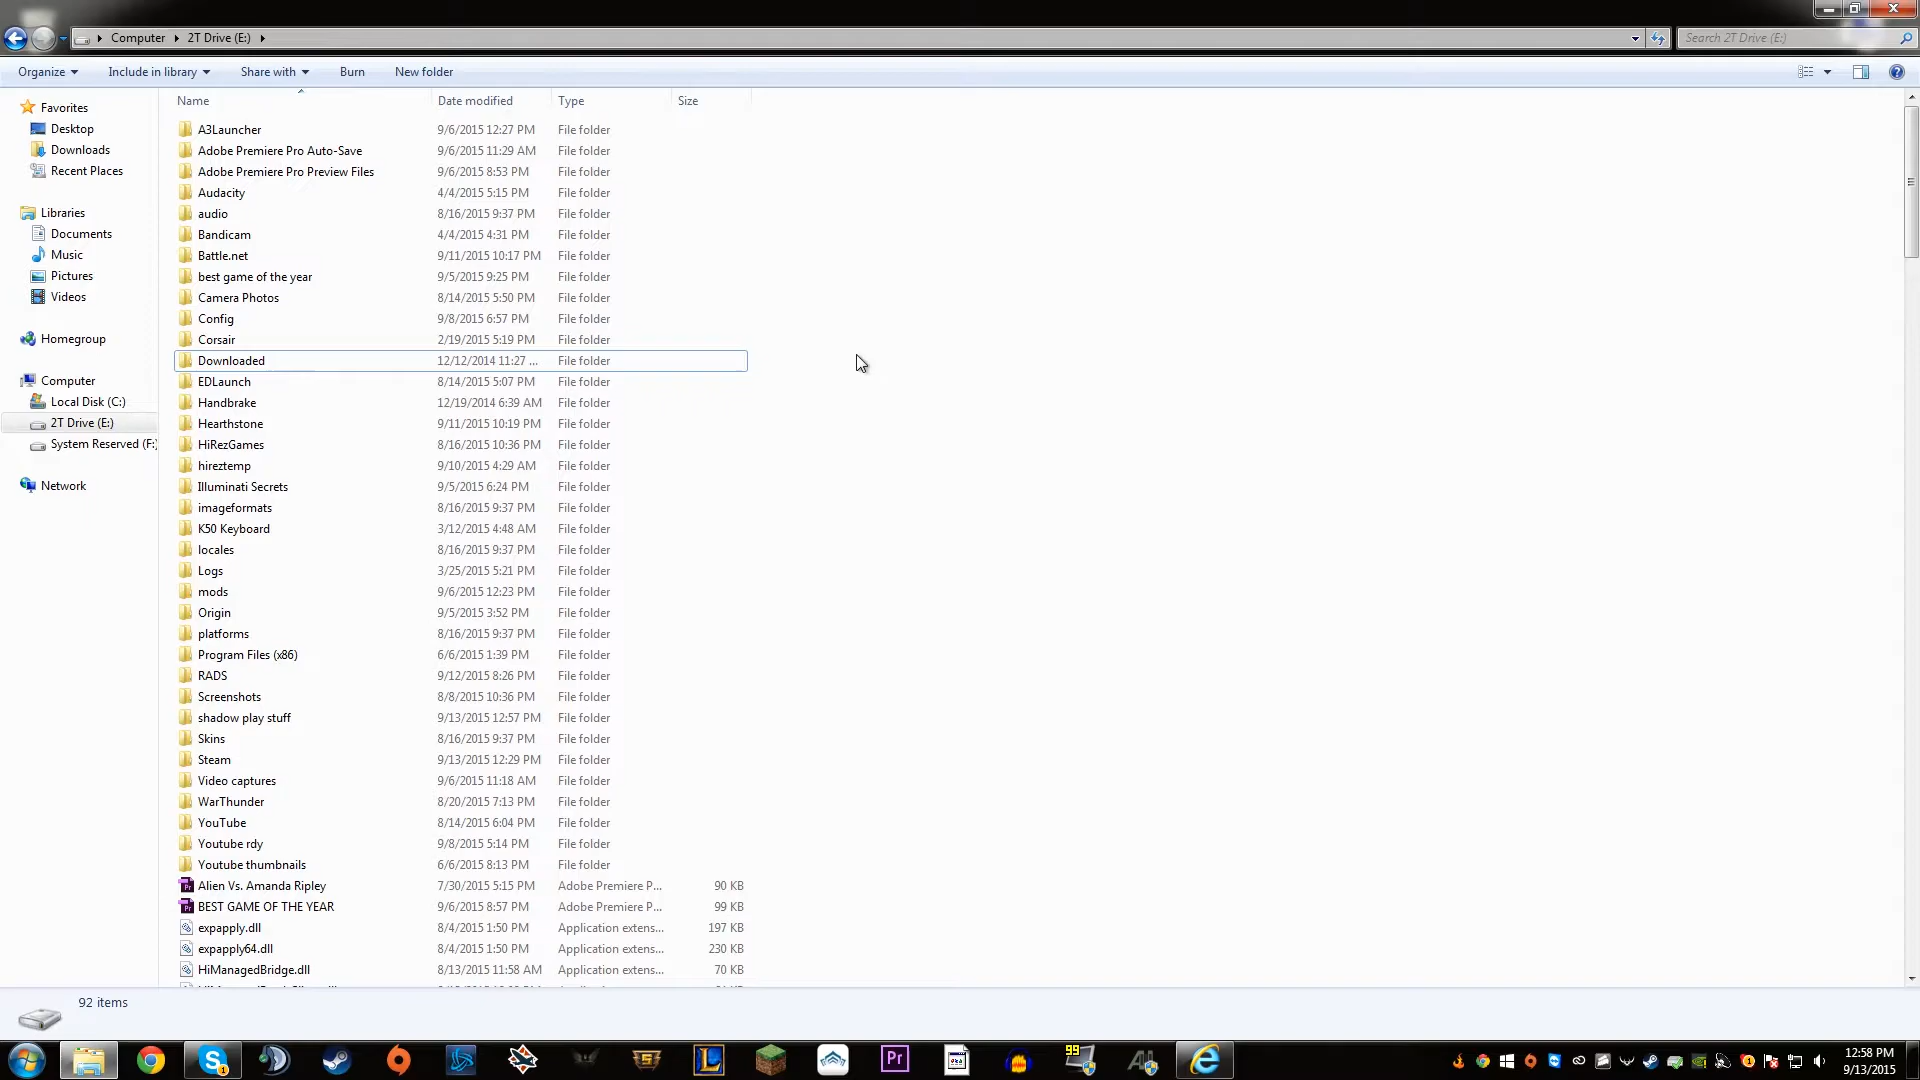 Computer 2T Drive (E:) Search 2T Drive (E:)
Organize Include in library Share with Burn New folder
Name Date modified Type Size
Favorites
Desktop
Downloads
Recent Places
Libraries
Documents
Music
Pictures
Videos
Homegroup
Computer
Local Disk (C:)
2T Drive (E:)
System Reserved (F:)
Network
A3Launcher 9/6/2015 12:27 PM File folder
Adobe Premiere Pro Auto-Save 9/6/2015 11:29 AM File folder
Adobe Premiere Pro Preview Files 9/6/2015 8:53 PM File folder
Audacity 4/4/2015 5:15 PM File folder
audio 8/16/2015 9:37 PM File folder
Bandicam 4/4/2015 4:31 PM File folder
Battle.net 9/11/2015 10:17 PM File folder
best game of the year 9/5/2015 9:25 PM File folder
Camera Photos 8/14/2015 5:50 PM File folder
Config 9/8/2015 6:57 PM File folder
Corsair 2/19/2015 5:19 PM File folder
Downloaded 12/12/2014 11:27 ... File folder
EDLaunch 8/14/2015 5:07 PM File folder
Handbrake 12/19/2014 6:39 AM File folder
Hearthstone 9/11/2015 10:19 PM File folder
HiRezGames 8/16/2015 10:36 PM File folder
hireztemp 9/10/2015 4:29 AM File folder
Illuminati Secrets 9/5/2015 6:24 PM File folder
imageformats 8/16/2015 9:37 PM File folder
K50 Keyboard 3/12/2015 4:48 AM File folder
locales 8/16/2015 9:37 PM File folder
Logs 3/25/2015 5:21 PM File folder
mods 9/6/2015 12:23 PM File folder
Origin 9/5/2015 3:52 PM File folder
platforms 8/16/2015 9:37 PM File folder
Program Files (x86) 6/6/2015 1:39 PM File folder
RADS 9/12/2015 8:26 PM File folder
Screenshots 8/8/2015 10:36 PM File folder
shadow play stuff 9/13/2015 12:57 PM File folder
Skins 8/16/2015 9:37 PM File folder
Steam 9/13/2015 12:29 PM File folder
Video captures 9/6/2015 11:18 AM File folder
WarThunder 8/20/2015 7:13 PM File folder
YouTube 8/14/2015 6:04 PM File folder
Youtube rdy 9/8/2015 5:14 PM File folder
Youtube thumbnails 6/6/2015 8:13 PM File folder
Alien Vs. Amanda Ripley 7/30/2015 5:15 PM Adobe Premiere P... 90 KB
BEST GAME OF THE YEAR 9/6/2015 8:57 PM Adobe Premiere P... 99 KB
expapply.dll 8/4/2015 1:50 PM Application extens... 197 KB
expapply64.dll 8/4/2015 1:50 PM Application extens... 230 KB
HiManagedBridge.dll 8/13/2015 11:58 AM Application extens... 70 KB
92 items
Pr
99
12:58 PM
9/13/2015